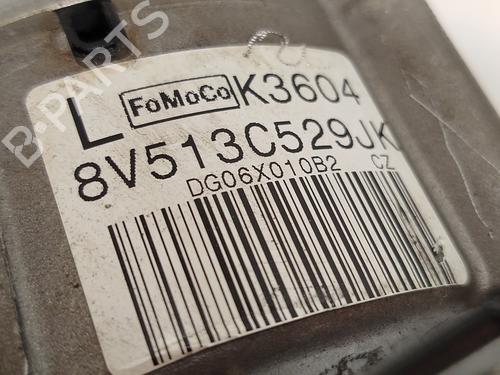 L FoMoCo K3604
8V513C529JK
DG06X010B2 CZ
B-PARTS